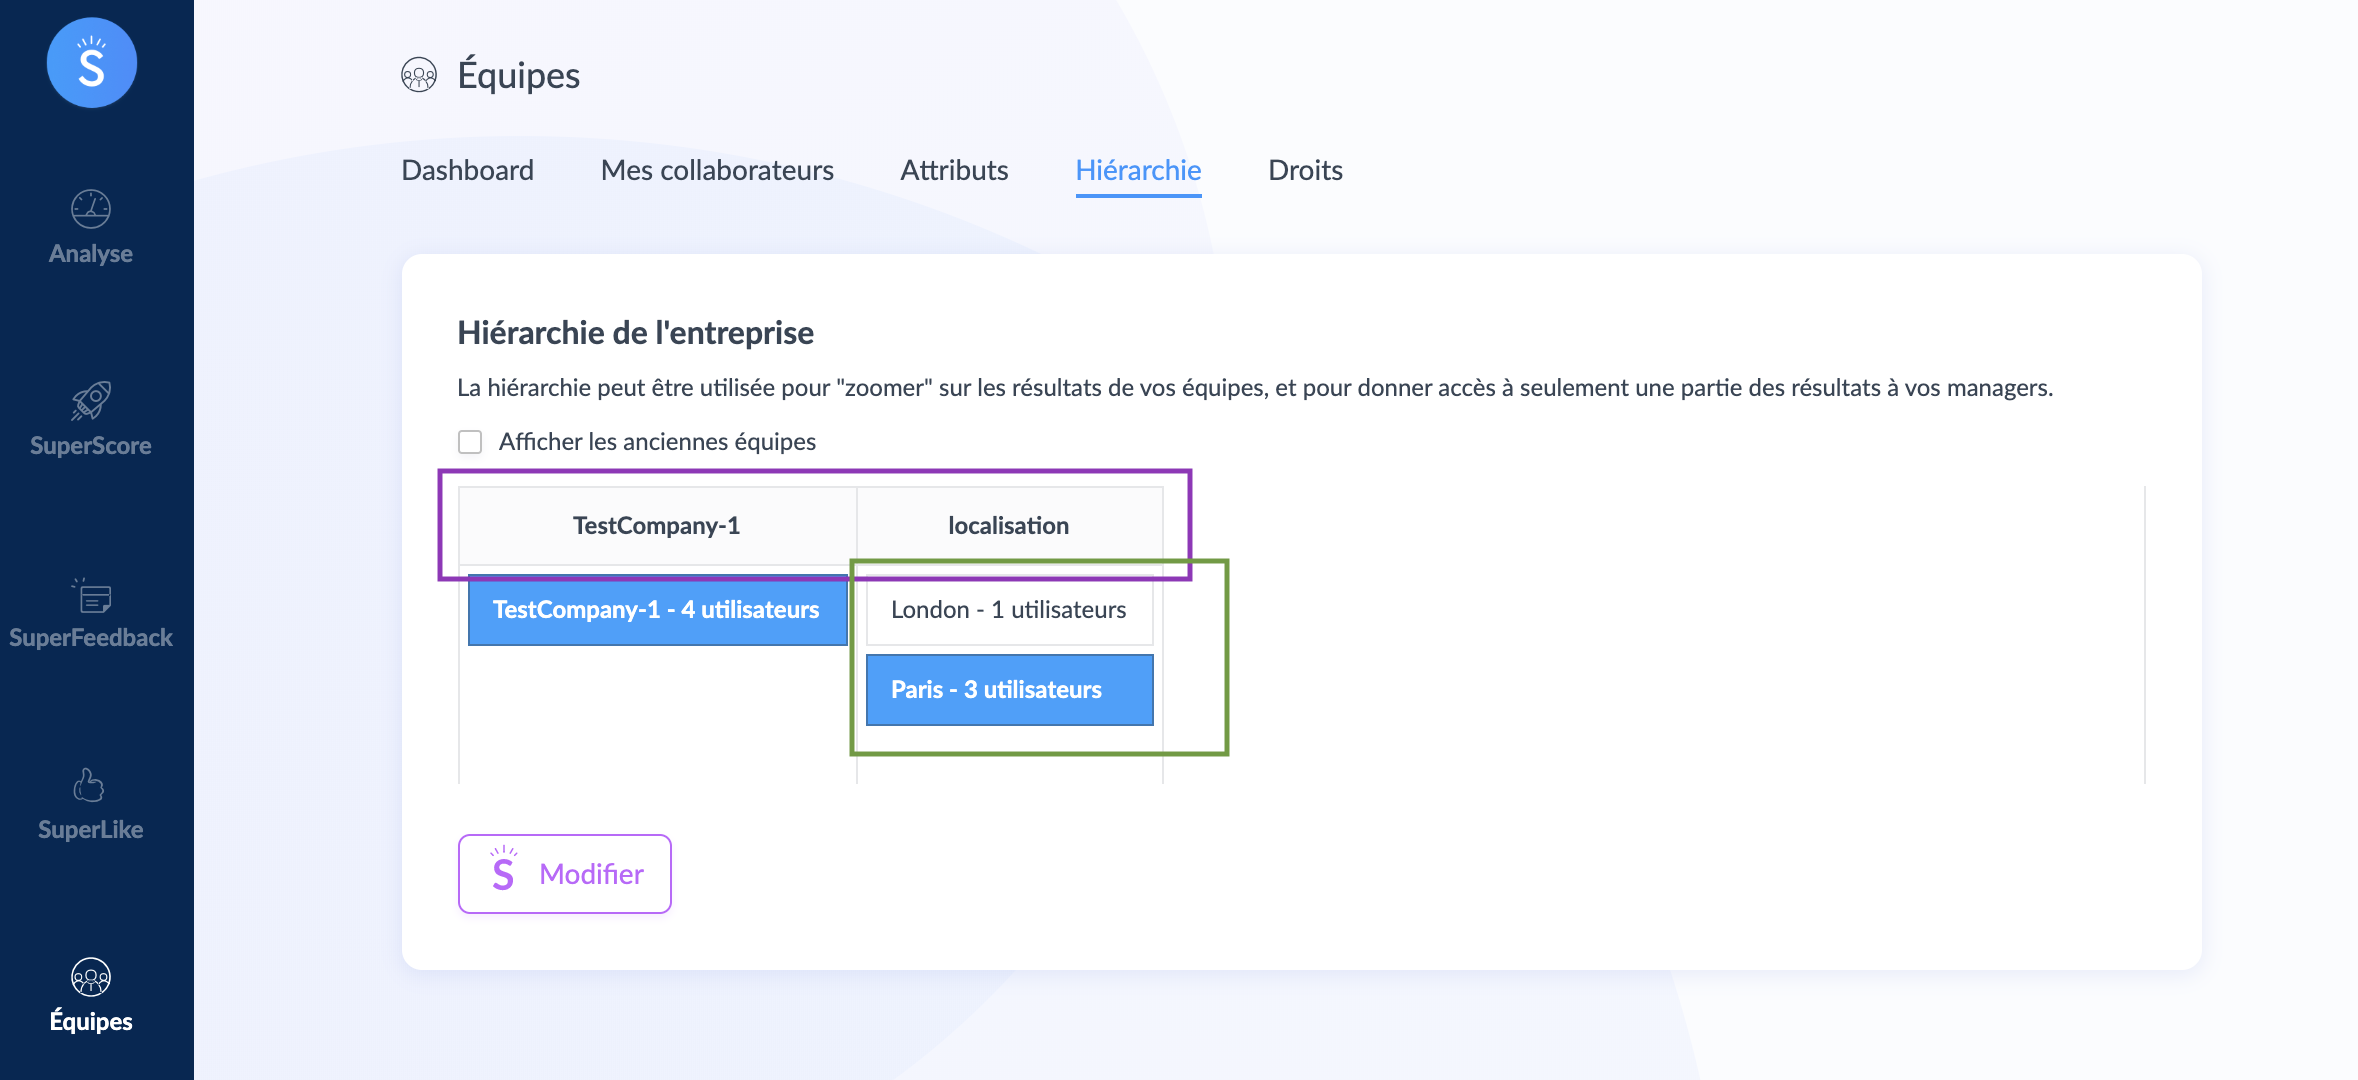 S
Équipes
Dashboard
Mes collaborateurs
Attributs
Hiérarchie
Droits
Analyse
SuperScore
SuperFeedback
SuperLike
Équipes
Hiérarchie de l'entreprise
La hiérarchie peut être utilisée pour "zoomer" sur les résultats de vos équipes, et pour donner accès à seulement une partie des résultats à vos managers.
Afficher les anciennes équipes
TestCompany-1
localisation
TestCompany-1 - 4 utilisateurs
London - 1 utilisateurs
Paris - 3 utilisateurs
S Modifier